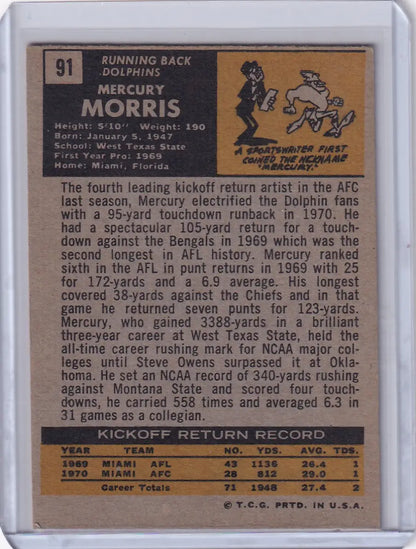 91
RUNNING BACK
DOLPHINS
MERCURY
MORRIS
Height: 5'10" Weight: 190
Born: January 5, 1947
School: West Texas State
First Year Pro: 1969
Home: Miami, Florida
A SPORTSWRITER FIRST
COINED THE NICKNAME
"MERCURY."
The fourth leading kickoff return artist in the AFC
last season, Mercury electrified the Dolphin fans
with a 95-yard touchdown runback in 1970. He
had a spectacular 105-yard return for a touch-
down against the Bengals in 1969 which was the
second longest in AFL history. Mercury ranked
sixth in the AFL in punt returns in 1969 with 25
for 172-yards and a 6.9 average. His longest
covered 38-yards against the Chiefs and in that
game he returned seven punts for 123-yards.
Mercury, who gained 3388-yards in a brilliant
three-year career at West Texas State, held the
all-time career rushing mark for NCAA major col-
leges until Steve Owens surpassed it at Okla-
homa. He set an NCAA record of 340-yards rushing
against Montana State and scored four touch-
downs, he carried 558 times and averaged 6.3 in
31 games as a collegian.
KICKOFF RETURN RECORD
YEAR TEAM NO. YDS. AVG. TDS.
1969 MIAMI AFL 43 1136 26.4 1
1970 MIAMI AFC 28 812 29.0 1
Career Totals 71 1948 27.4 2
© T.C.G. PRTD. IN U.S.A.